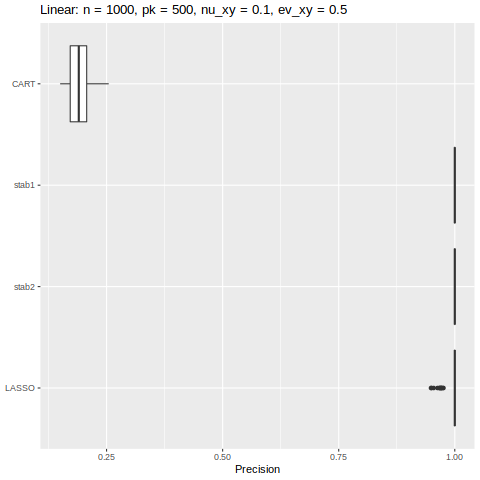 Linear: n = 1000, pk = 500, nu_xy = 0.1, ev_xy = 0.5
CART
stab1
stab2
LASSO
0.25 0.50 0.75 1.00
Precision